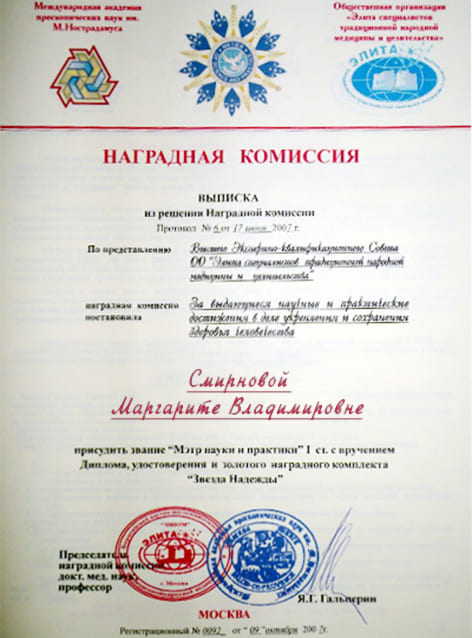 Международная академия
проскопических наук им.
М.Нострадамуса
Общественная организация
"Элита специалистов
традиционной народной
медицины и целительства"
ЭЛИТА
НАГРАДНАЯ КОМИССИЯ
ВЫПИСКА
из решения Наградной комиссии
Протокол № 6 от 17 июня 2007 г.
По представлению
Высшего Экспертно-квалификационного Совета
ОО "Элита специалистов традиционной народной
медицины и целительства"
наградная комиссия
постановила
За выдающиеся научные и практические
достижения в деле укрепления и сохранения
здоровья человечества
Смирновой
Маргарите Владимировне
присудить звание "Мэтр науки и практики" I ст. с вручением
Диплома, удостоверения и золотого наградного комплекта
"Звезда Надежды"
ЭЛИТА
г. Москва
Председатель
наградной комиссии
докт. мед. наук,
профессор
Я.Г. Гальперин
МОСКВА
Регистрационный № 0092 от "09" октября 2007г.